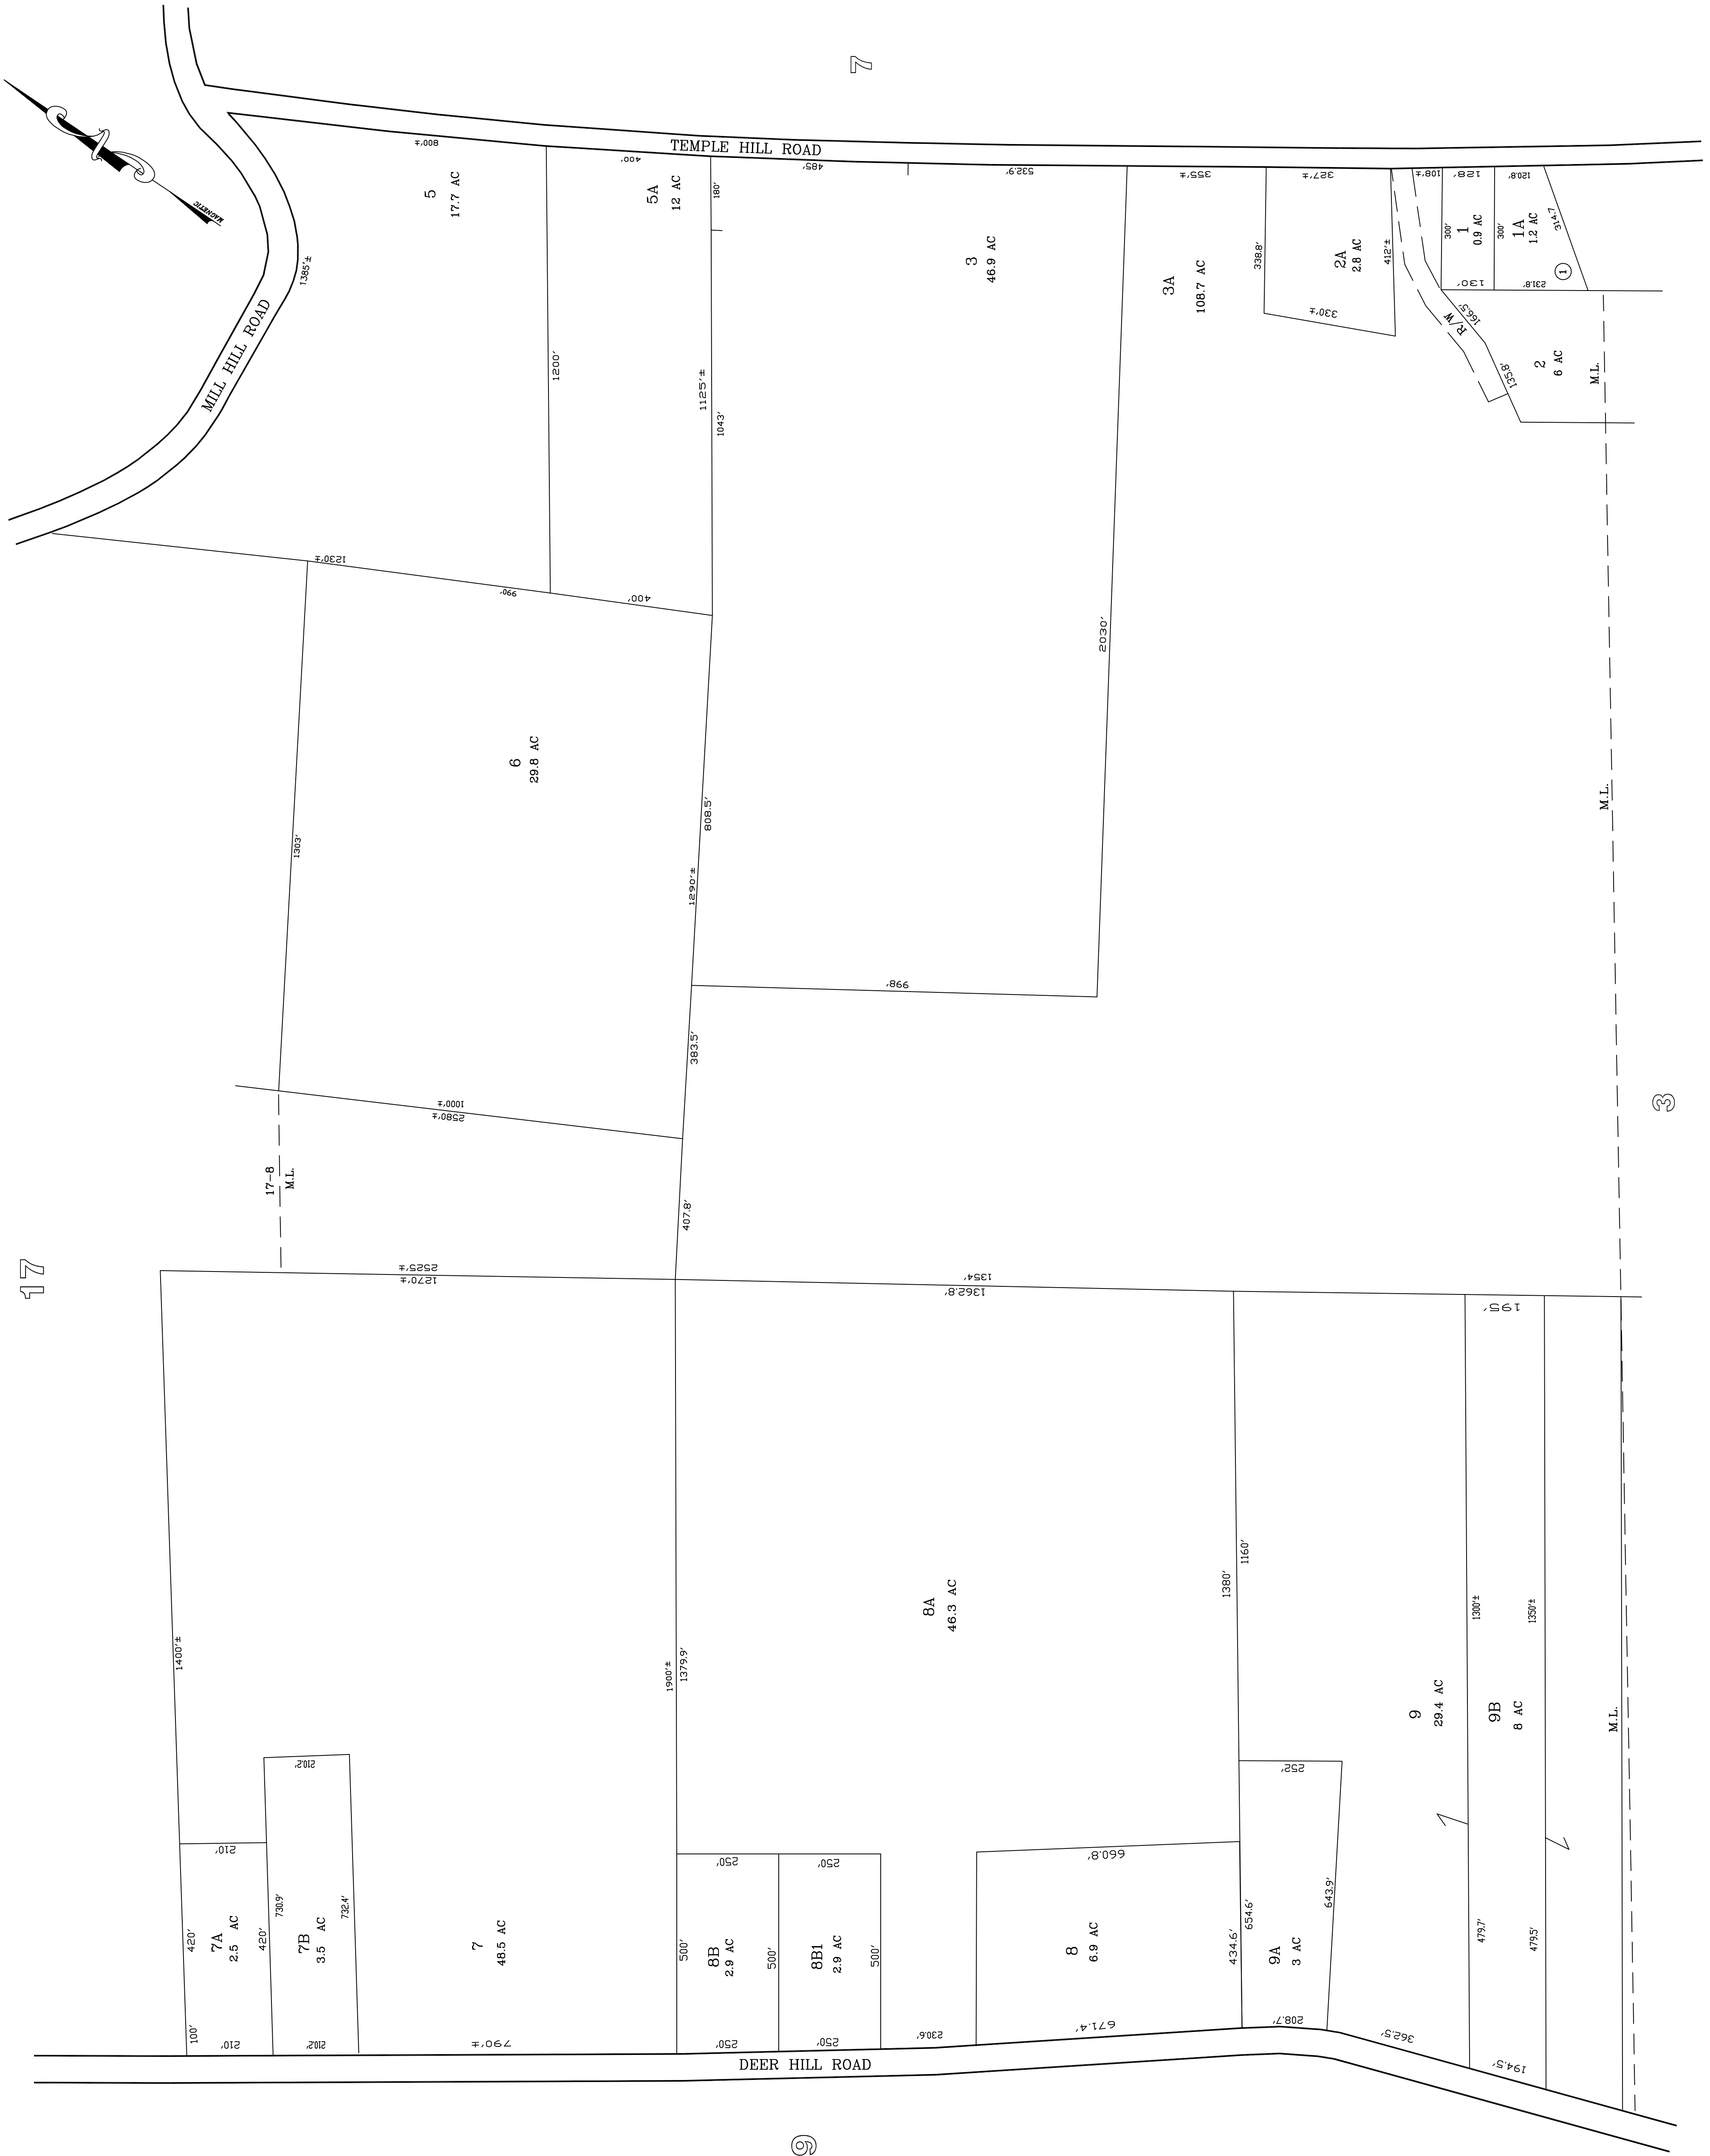 7
MAGNETIC
TEMPLE HILL ROAD
MILL HILL ROAD
800'±
400'
485'
532.9'
355'±
327'±
108'±
128'
120.8'
5
17.7 AC
5A
12 AC
180'
1385'±
1200'
1125'±
1043'
3
46.9 AC
3A
108.7 AC
338.8'
2A
2.8 AC
412'±
330'±
300'
1
0.9 AC
300'
1A
1.2 AC
314.7
1
130'
231.8'
R/W
166.5'
135.8'
2
6 AC
M.L.
1230'±
990'
400'
2030'
6
29.8 AC
1303'
808.5'
1290'±
M.L.
998'
383.5'
1000'±
2580'±
17-8
M.L.
407.8'
3
17
2525'±
1270'±
1354'
1362.8'
195'
1400'±
1900'±
1379.9'
8A
46.3 AC
1380'
1160'
1300'±
1350'±
9
29.4 AC
9B
8 AC
M.L.
210.2'
252'
210'
250'
250'
660.8'
420'
7A
2.5 AC
420'
730.9'
7B
3.5 AC
732.4'
7
48.5 AC
500'
8B
2.9 AC
500'
8B1
2.9 AC
500'
8
6.9 AC
434.6'
654.6'
9A
3 AC
643.9'
479.7'
479.5'
100'
210'
210.2'
790'±
250'
250'
230.6'
671.4'
208.7'
362.5'
194.5'
DEER HILL ROAD
9